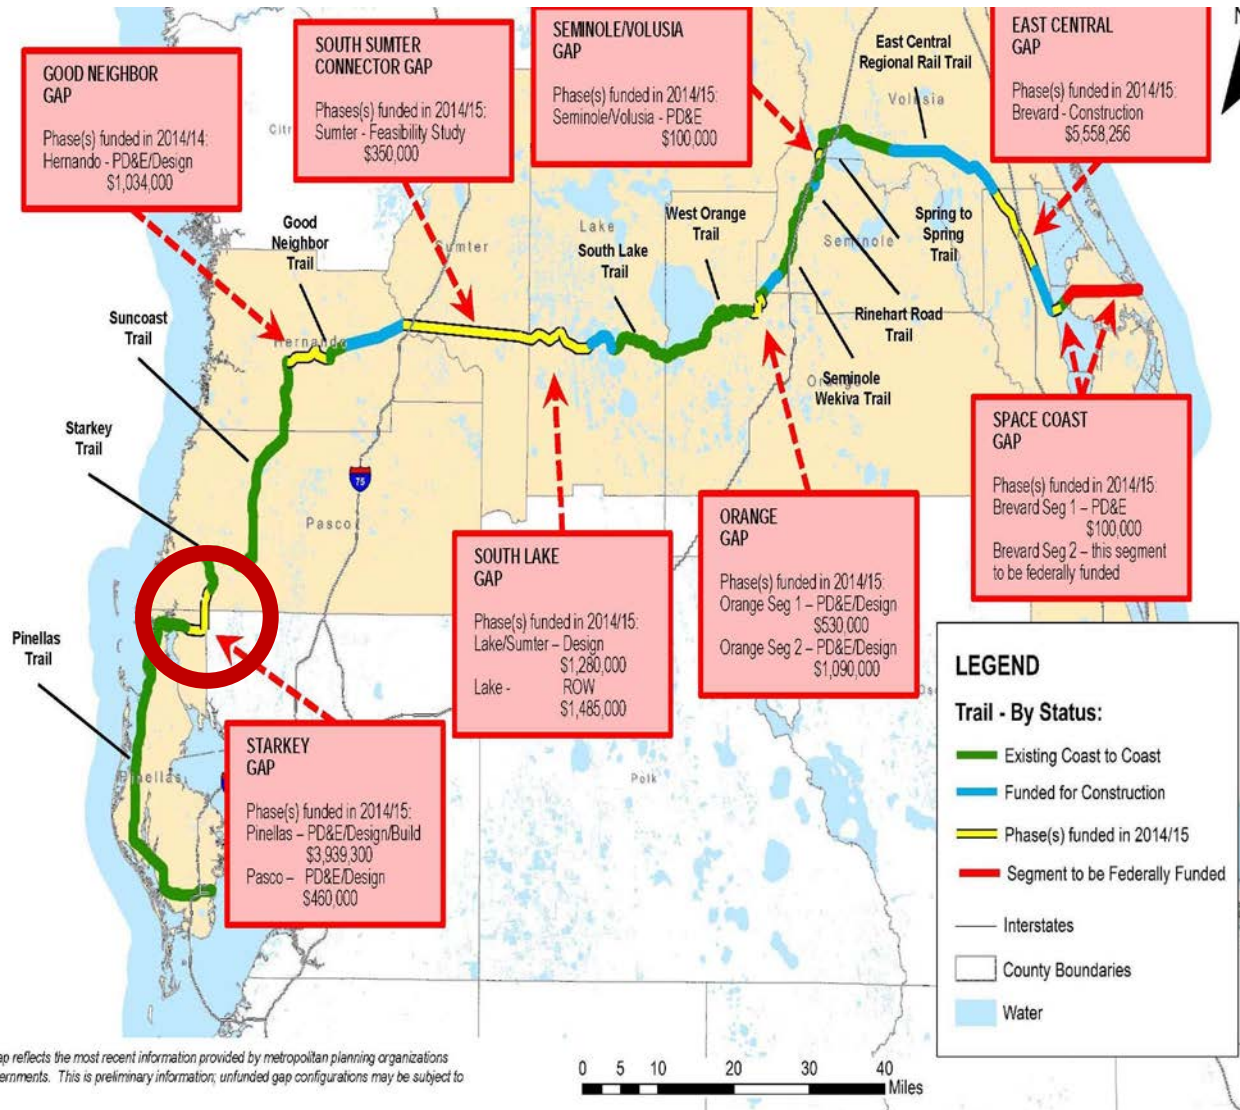 GOOD NEIGHBOR
GAP
Phase(s) funded in 2014/14:
Hernando - PD&E/Design
$1,034,000
SOUTH SUMTER
CONNECTOR GAP
Phases(s) funded in 2014/15:
Sumter - Feasibility Study
$350,000
SEMINOLE/VOLUSIA
GAP
Phase(s) funded in 2014/15:
Seminole/Volusia - PD&E
$100,000
EAST CENTRAL
GAP
Phase(s) funded in 2014/15:
Brevard - Construction
$5,558,256
N
East Central
Regional Rail Trail
Volusia
Citr
Good
Neighbor
Trail
Sumter
Lake
South Lake
Trail
West Orange
Trail
Seminole
Spring to
Spring
Trail
Rinehart Road
Trail
Seminole
Wekiva Trail
Orange
Suncoast
Trail
Hernando
Starkey
Trail
75
Pasco
Pinellas
Trail
Pinellas
SOUTH LAKE
GAP
Phase(s) funded in 2014/15:
Lake/Sumter – Design
$1,280,000
Lake - ROW
$1,485,000
ORANGE
GAP
Phase(s) funded in 2014/15:
Orange Seg 1 – PD&E/Design
$530,000
Orange Seg 2 – PD&E/Design
$1,090,000
SPACE COAST
GAP
Phase(s) funded in 2014/15:
Brevard Seg 1 – PD&E
$100,000
Brevard Seg 2 – this segment
to be federally funded
STARKEY
GAP
Phase(s) funded in 2014/15:
Pinellas – PD&E/Design/Build
$3,939,300
Pasco – PD&E/Design
$460,000
Polk
Os
LEGEND
Trail - By Status:
Existing Coast to Coast
Funded for Construction
Phase(s) funded in 2014/15
Segment to be Federally Funded
Interstates
County Boundaries
Water
ap reflects the most recent information provided by metropolitan planning organizations
ernments. This is preliminary information; unfunded gap configurations may be subject to
0 5 10 20 30 40
Miles